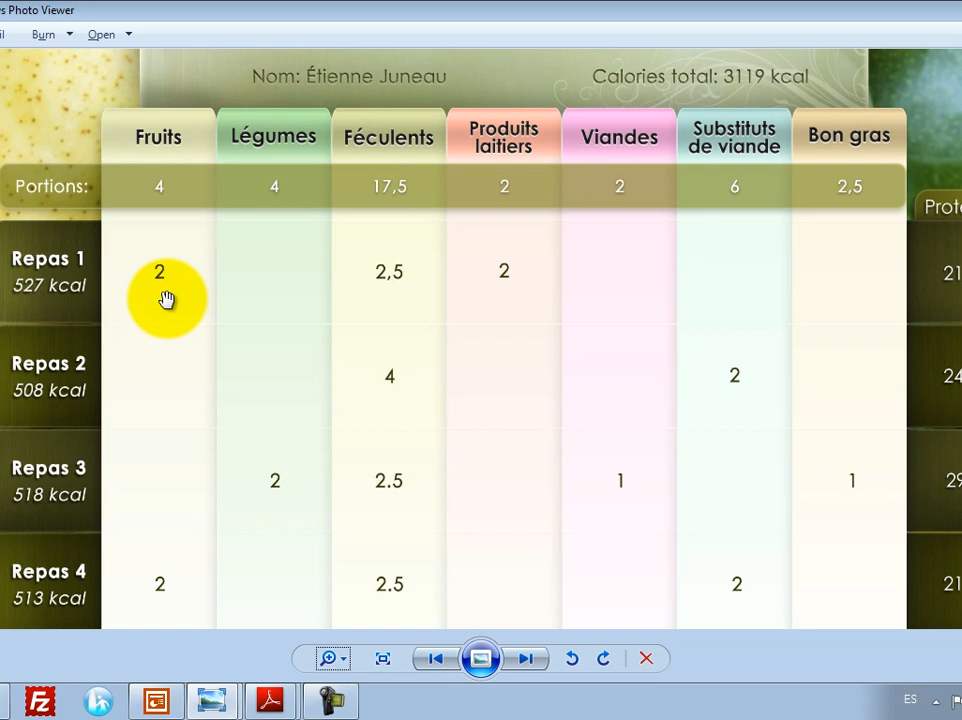 s Photo Viewer
il Burn Open
Nom: Étienne Juneau Calories total: 3119 kcal
Fruits Légumes Féculents Produits laitiers Viandes Substituts de viande Bon gras
Portions: 4 4 17,5 2 2 6 2,5
Prot
Repas 1 2 2,5 2 21
527 kcal
Repas 2 4 2 24
508 kcal
Repas 3 2 2.5 1 1 29
518 kcal
Repas 4 2 2.5 2 21
513 kcal
Fz ES